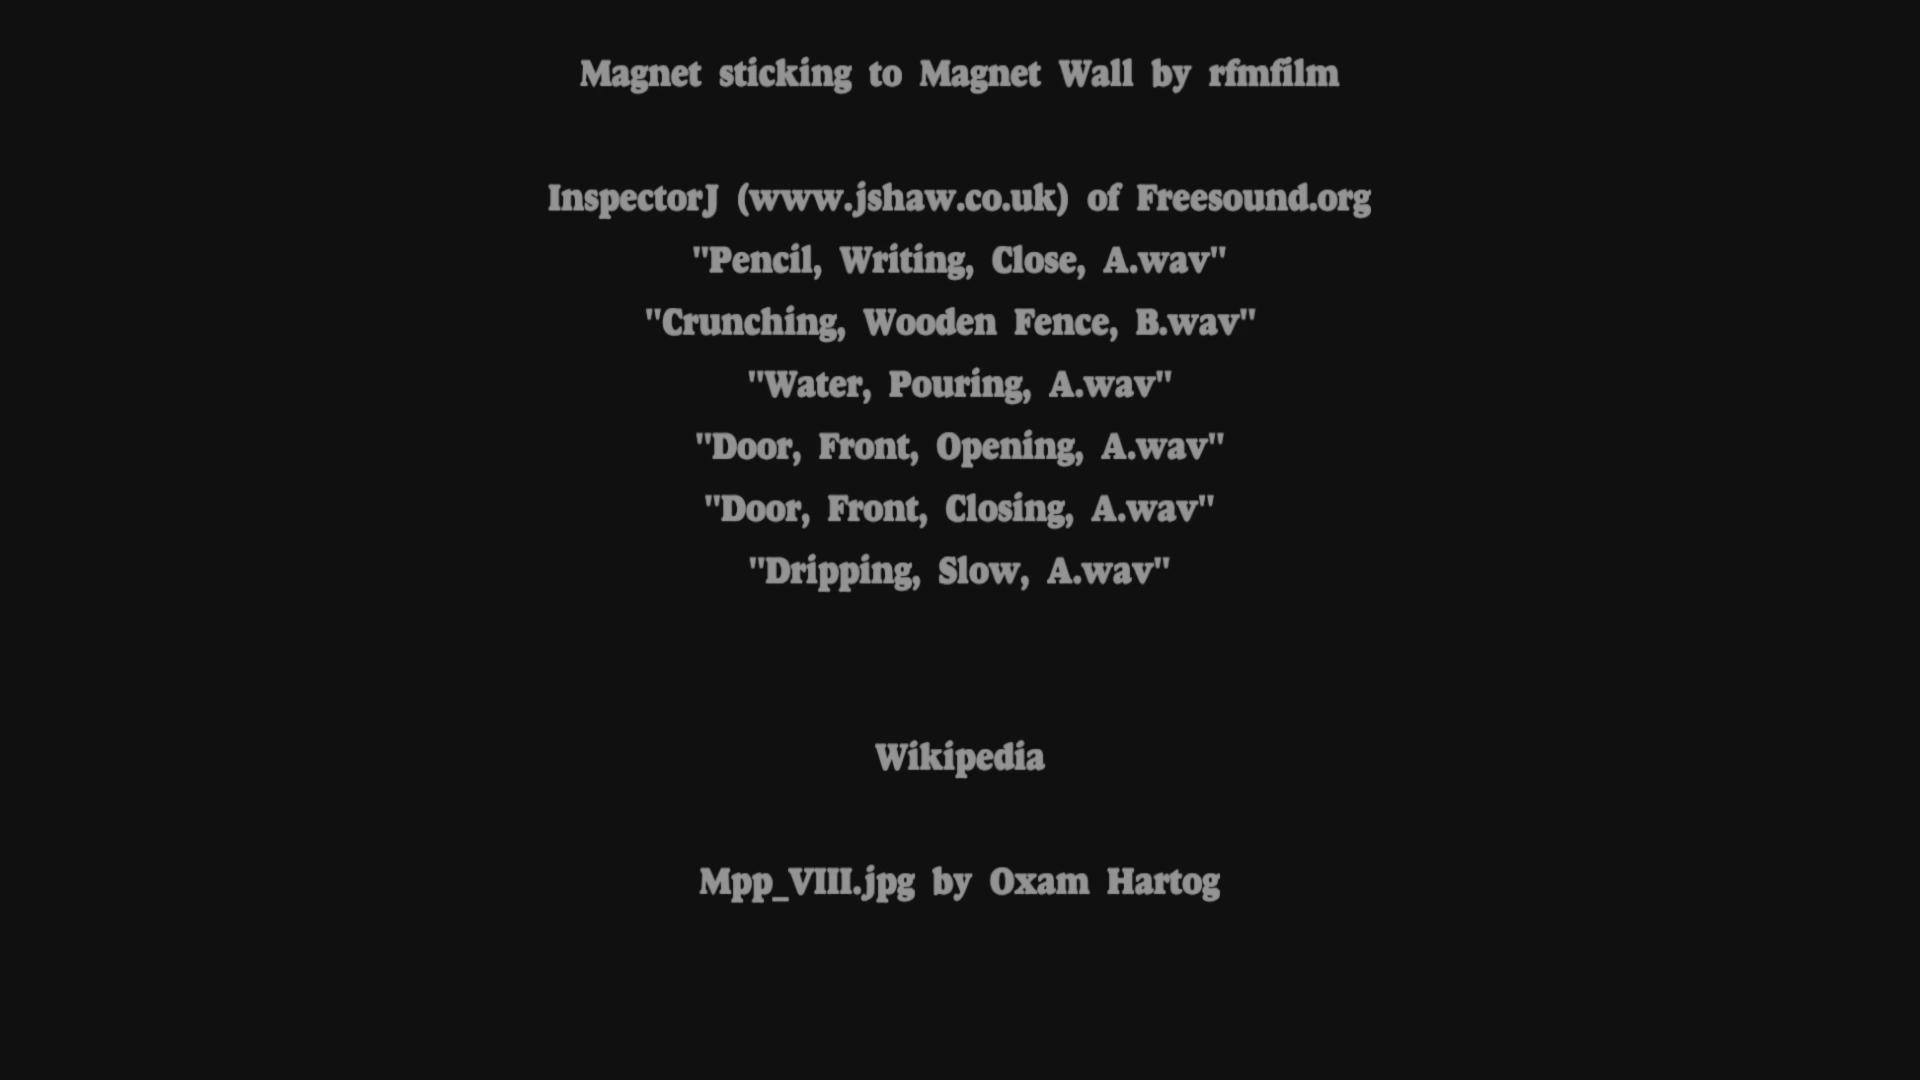 Magnet sticking to Magnet Wall by rfmfilm
InspectorJ (www.jshaw.co.uk) of Freesound.org
"Pencil, Writing, Close, A.wav"
"Crunching, Wooden Fence, B.wav"
"Water, Pouring, A.wav"
"Door, Front, Opening, A.wav"
"Door, Front, Closing, A.wav"
"Dripping, Slow, A.wav"
Wikipedia
Mpp_VIII.jpg by Oxam Hartog